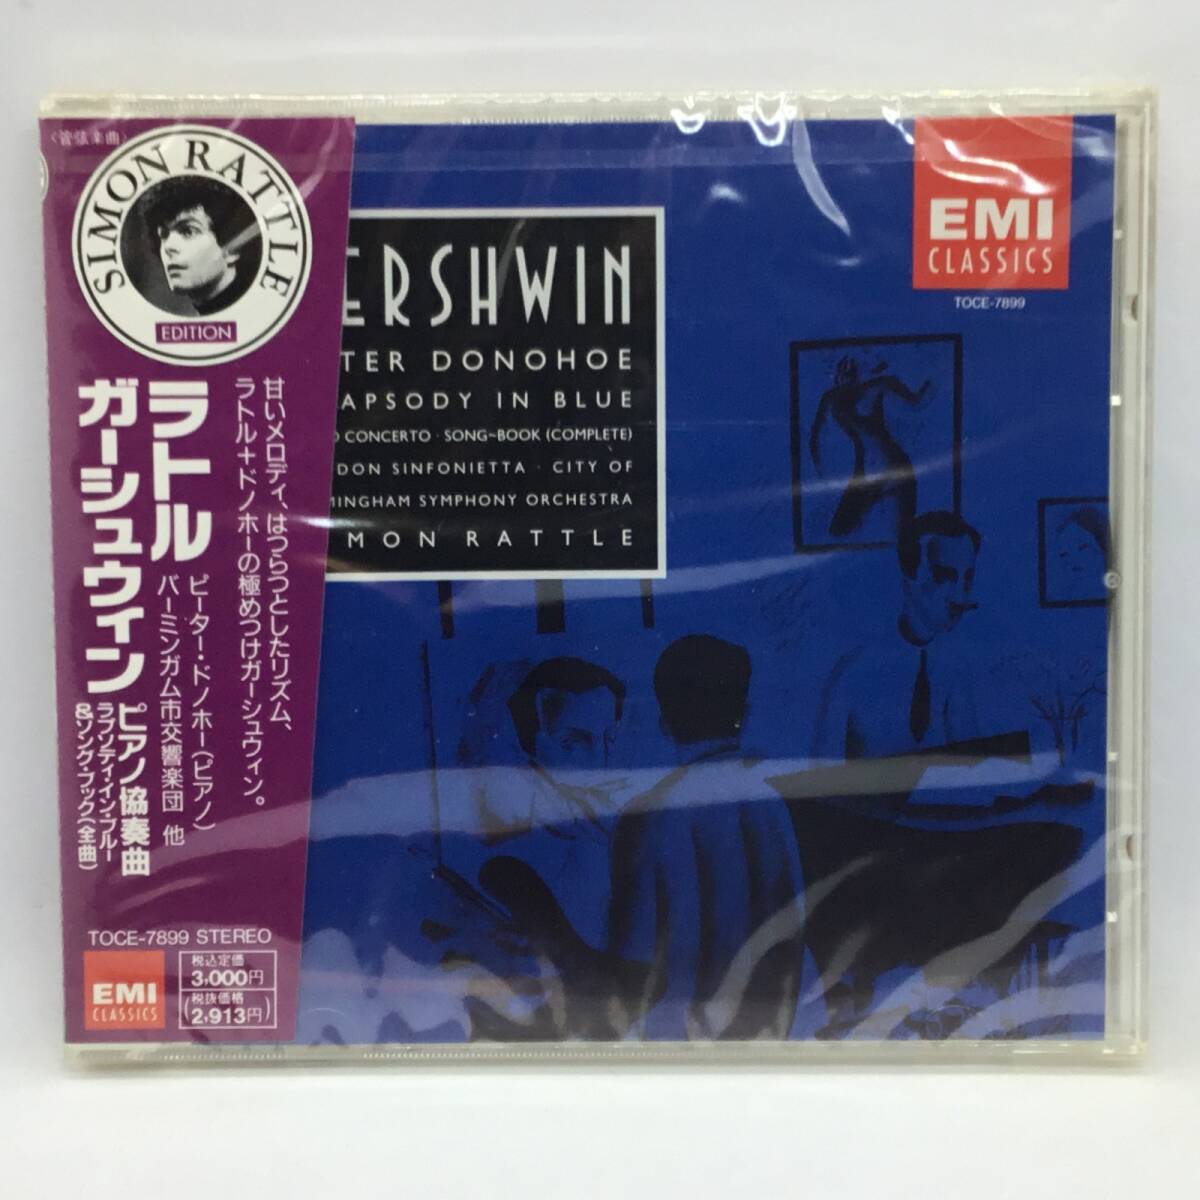 〈管弦楽曲〉
SIMON RATTLE
EDITION
甘いメロディ、はつらつとしたリズム、
ラトル+ドノホーの極めつけガーシュウィン。
ラトル
ガーシュウィン
ピーター・ドノホー(ピアノ)
バーミンガム市交響楽団 他
ピアノ協奏曲
ラプソディ・イン・ブルー
&ソング・ブック(全曲)
TOCE-7899 STEREO
EMI
CLASSICS
税込定価
3,000円
(税抜価格
2,913円)
ERSHWIN
TER DONOHOE
APSODY IN BLUE
O CONCERTO · SONG~BOOK (COMPLETE)
DON SINFONIETTA · CITY OF
MINGHAM SYMPHONY ORCHESTRA
MON RATTLE
EMI
CLASSICS
TOCE-7899